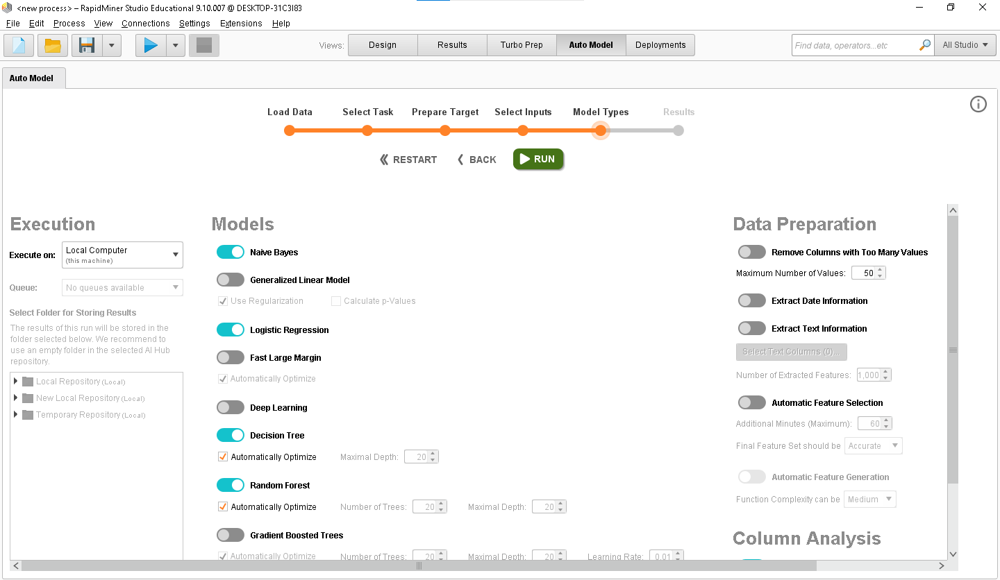 <new process> – RapidMiner Studio Educational 9.10.007 @ DESKTOP-31C3I83
File Edit Process View Connections Settings Extensions Help
Views: Design Results Turbo Prep Auto Model Deployments Find data, operators...etc All Studio
Auto Model
Load Data Select Task Prepare Target Select Inputs Model Types Results
RESTART BACK RUN
Execution
Execute on: Local Computer
(this machine)
Queue: No queues available
Select Folder for Storing Results
The results of this run will be stored in the
folder selected below. We recommend to
use an empty folder in the selected AI Hub
repository.
Local Repository (Local)
New Local Repository (Local)
Temporary Repository (Local)
Models
Naive Bayes
Generalized Linear Model
Use Regularization Calculate p-Values
Logistic Regression
Fast Large Margin
Automatically Optimize
Deep Learning
Decision Tree
Automatically Optimize Maximal Depth: 20
Random Forest
Automatically Optimize Number of Trees: 20 Maximal Depth: 20
Gradient Boosted Trees
Automatically Optimize Number of Trees: 20 Maximal Depth: 20 Learning Rate: 0.01
Data Preparation
Remove Columns with Too Many Values
Maximum Number of Values: 50
Extract Date Information
Extract Text Information
Select Text Columns (0)...
Number of Extracted Features: 1,000
Automatic Feature Selection
Additional Minutes (Maximum): 60
Final Feature Set should be Accurate
Automatic Feature Generation
Function Complexity can be Medium
Column Analysis